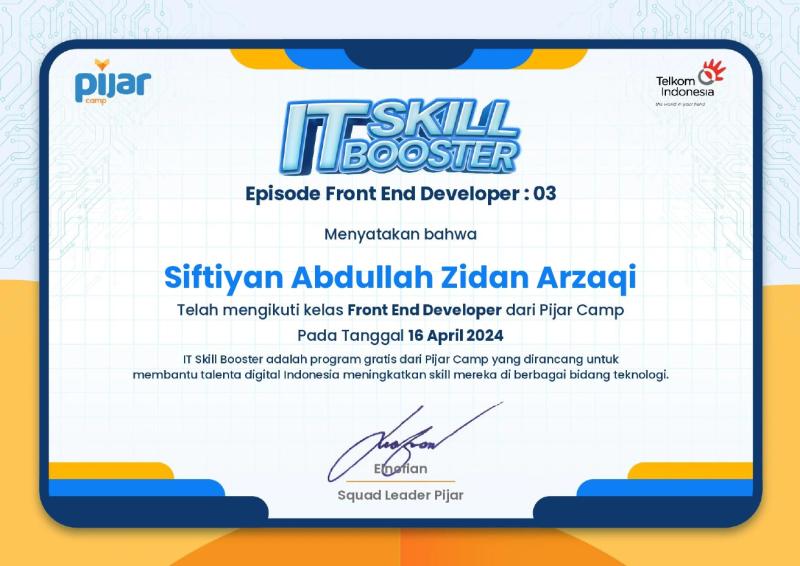 pijar
camp
Telkom
Indonesia
the world in your hand
IT SKILL
BOOSTER
Episode Front End Developer : 03
Menyatakan bahwa
Siftiyan Abdullah Zidan Arzaqi
Telah mengikuti kelas Front End Developer dari Pijar Camp
Pada Tanggal 16 April 2024
IT Skill Booster adalah program gratis dari Pijar Camp yang dirancang untuk
membantu talenta digital Indonesia meningkatkan skill mereka di berbagai bidang teknologi.
Elnofian
Squad Leader Pijar